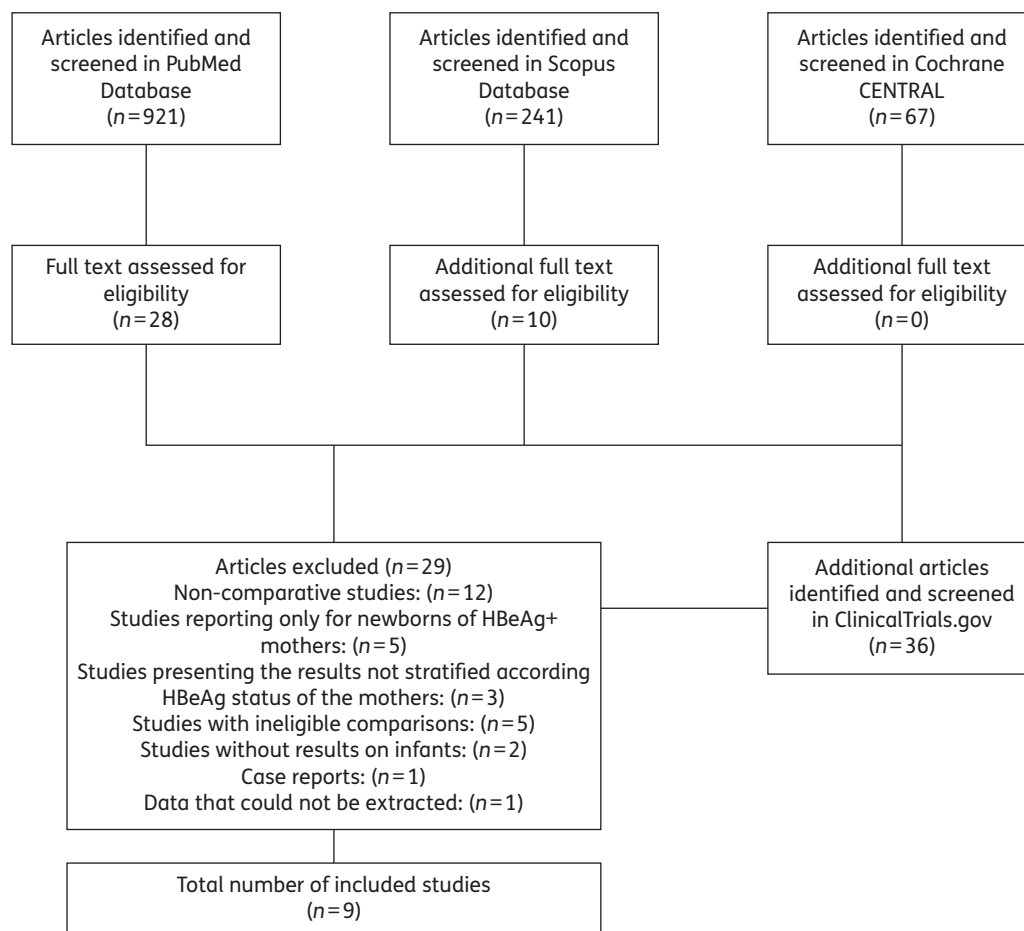 Articles identified and
screened in PubMed
Database
(n=921)
Articles identified and
screened in Scopus
Database
(n=241)
Articles identified and
screened in Cochrane
CENTRAL
(n=67)
Full text assessed for
eligibility
(n=28)
Additional full text
assessed for eligibility
(n=10)
Additional full text
assessed for eligibility
(n=0)
Articles excluded (n=29)
Non-comparative studies: (n=12)
Studies reporting only for newborns of HBeAg+
mothers: (n=5)
Studies presenting the results not stratified according
HBeAg status of the mothers: (n=3)
Studies with ineligible comparisons: (n=5)
Studies without results on infants: (n=2)
Case reports: (n=1)
Data that could not be extracted: (n=1)
Additional articles
identified and screened
in ClinicalTrials.gov
(n=36)
Total number of included studies
(n=9)